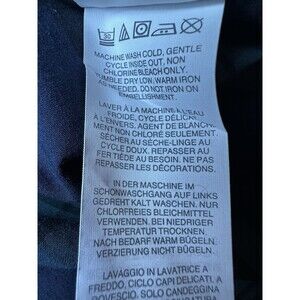 30
MACHINE WASH COLD, GENTLE
CYCLE INSIDE OUT, NON
CHLORINE BLEACH ONLY.
TUMBLE DRY LOW, WARM IRON
AS NEEDED. DO NOT IRON ON
EMBELLISHMENT.
LAVER À LA MACHINE À L'EAU
FROIDE, CYCLE DÉLICAT
À L'ENVERS, AGENT DE BLANCHI
MENT NON CHLORÉ SEULEMENT.
SÉCHER AU SÈCHE-LINGE AU
CYCLE DOUX. REPASSER AU
FER TIÈDE AU BESOIN. NE PAS
REPASSER LES DÉCORATIONS.
IN DER MASCHINE IM
SCHONWASCHGANG AUF LINKS
GEDREHT KALT WASCHEN. NUR
CHLORFREIES BLEICHMITTEL
VERWENDEN. BEI NIEDRIGER
TEMPERATUR TROCKNEN.
NACH BEDARF WARM BÜGELN.
VERZIERUNG NICHT BÜGELN.
LAVAGGIO IN LAVATRICE A
FREDDO, CICLO CAPI DELICATI, A
ROVESCIO. SOLO CANDEGGINA